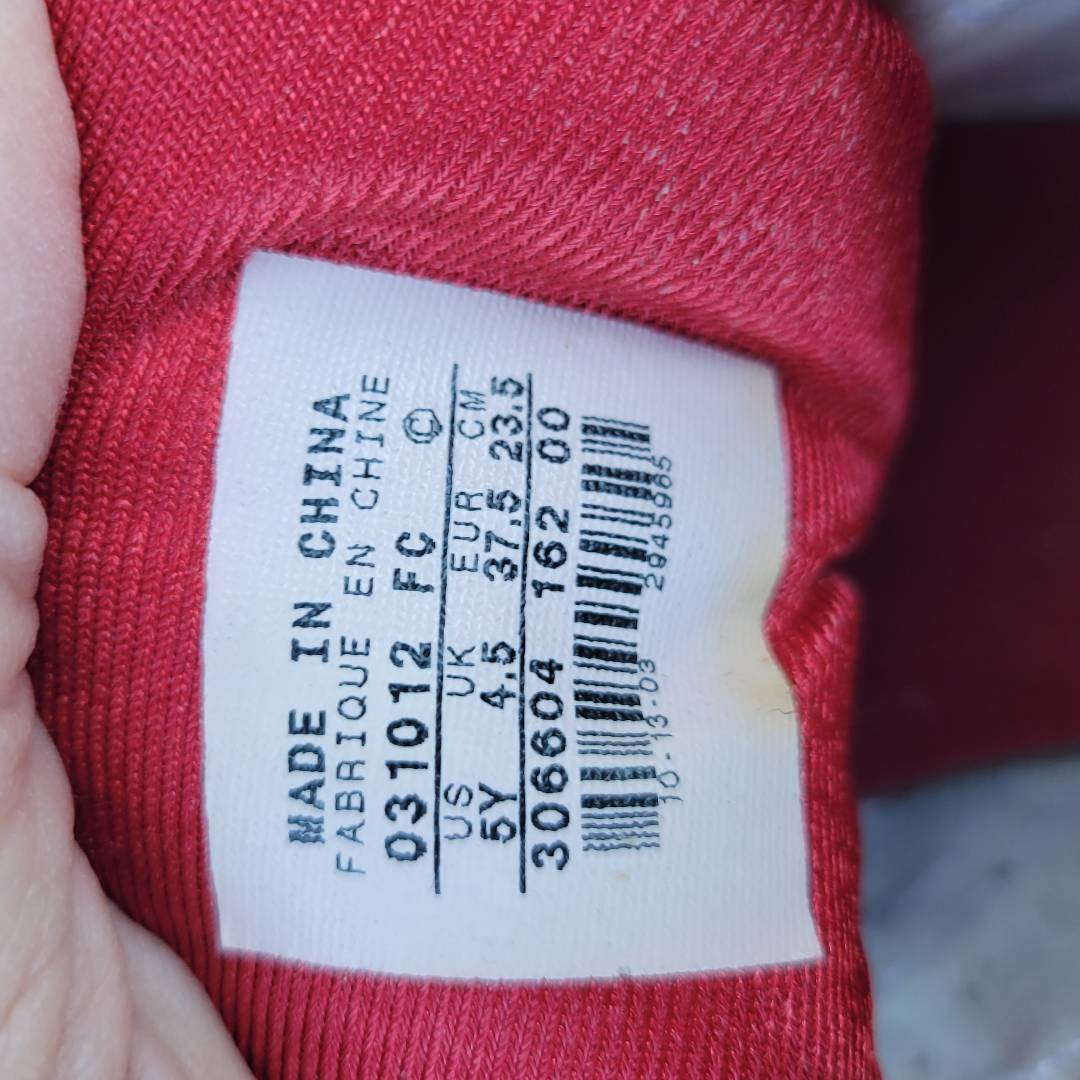 MADE IN CHINA
FABRIQUE EN CHINE
031012 FC ©
US UK EUR CM
5Y 4.5 37.5 23.5
306604 162 00
10-13-03 2945965